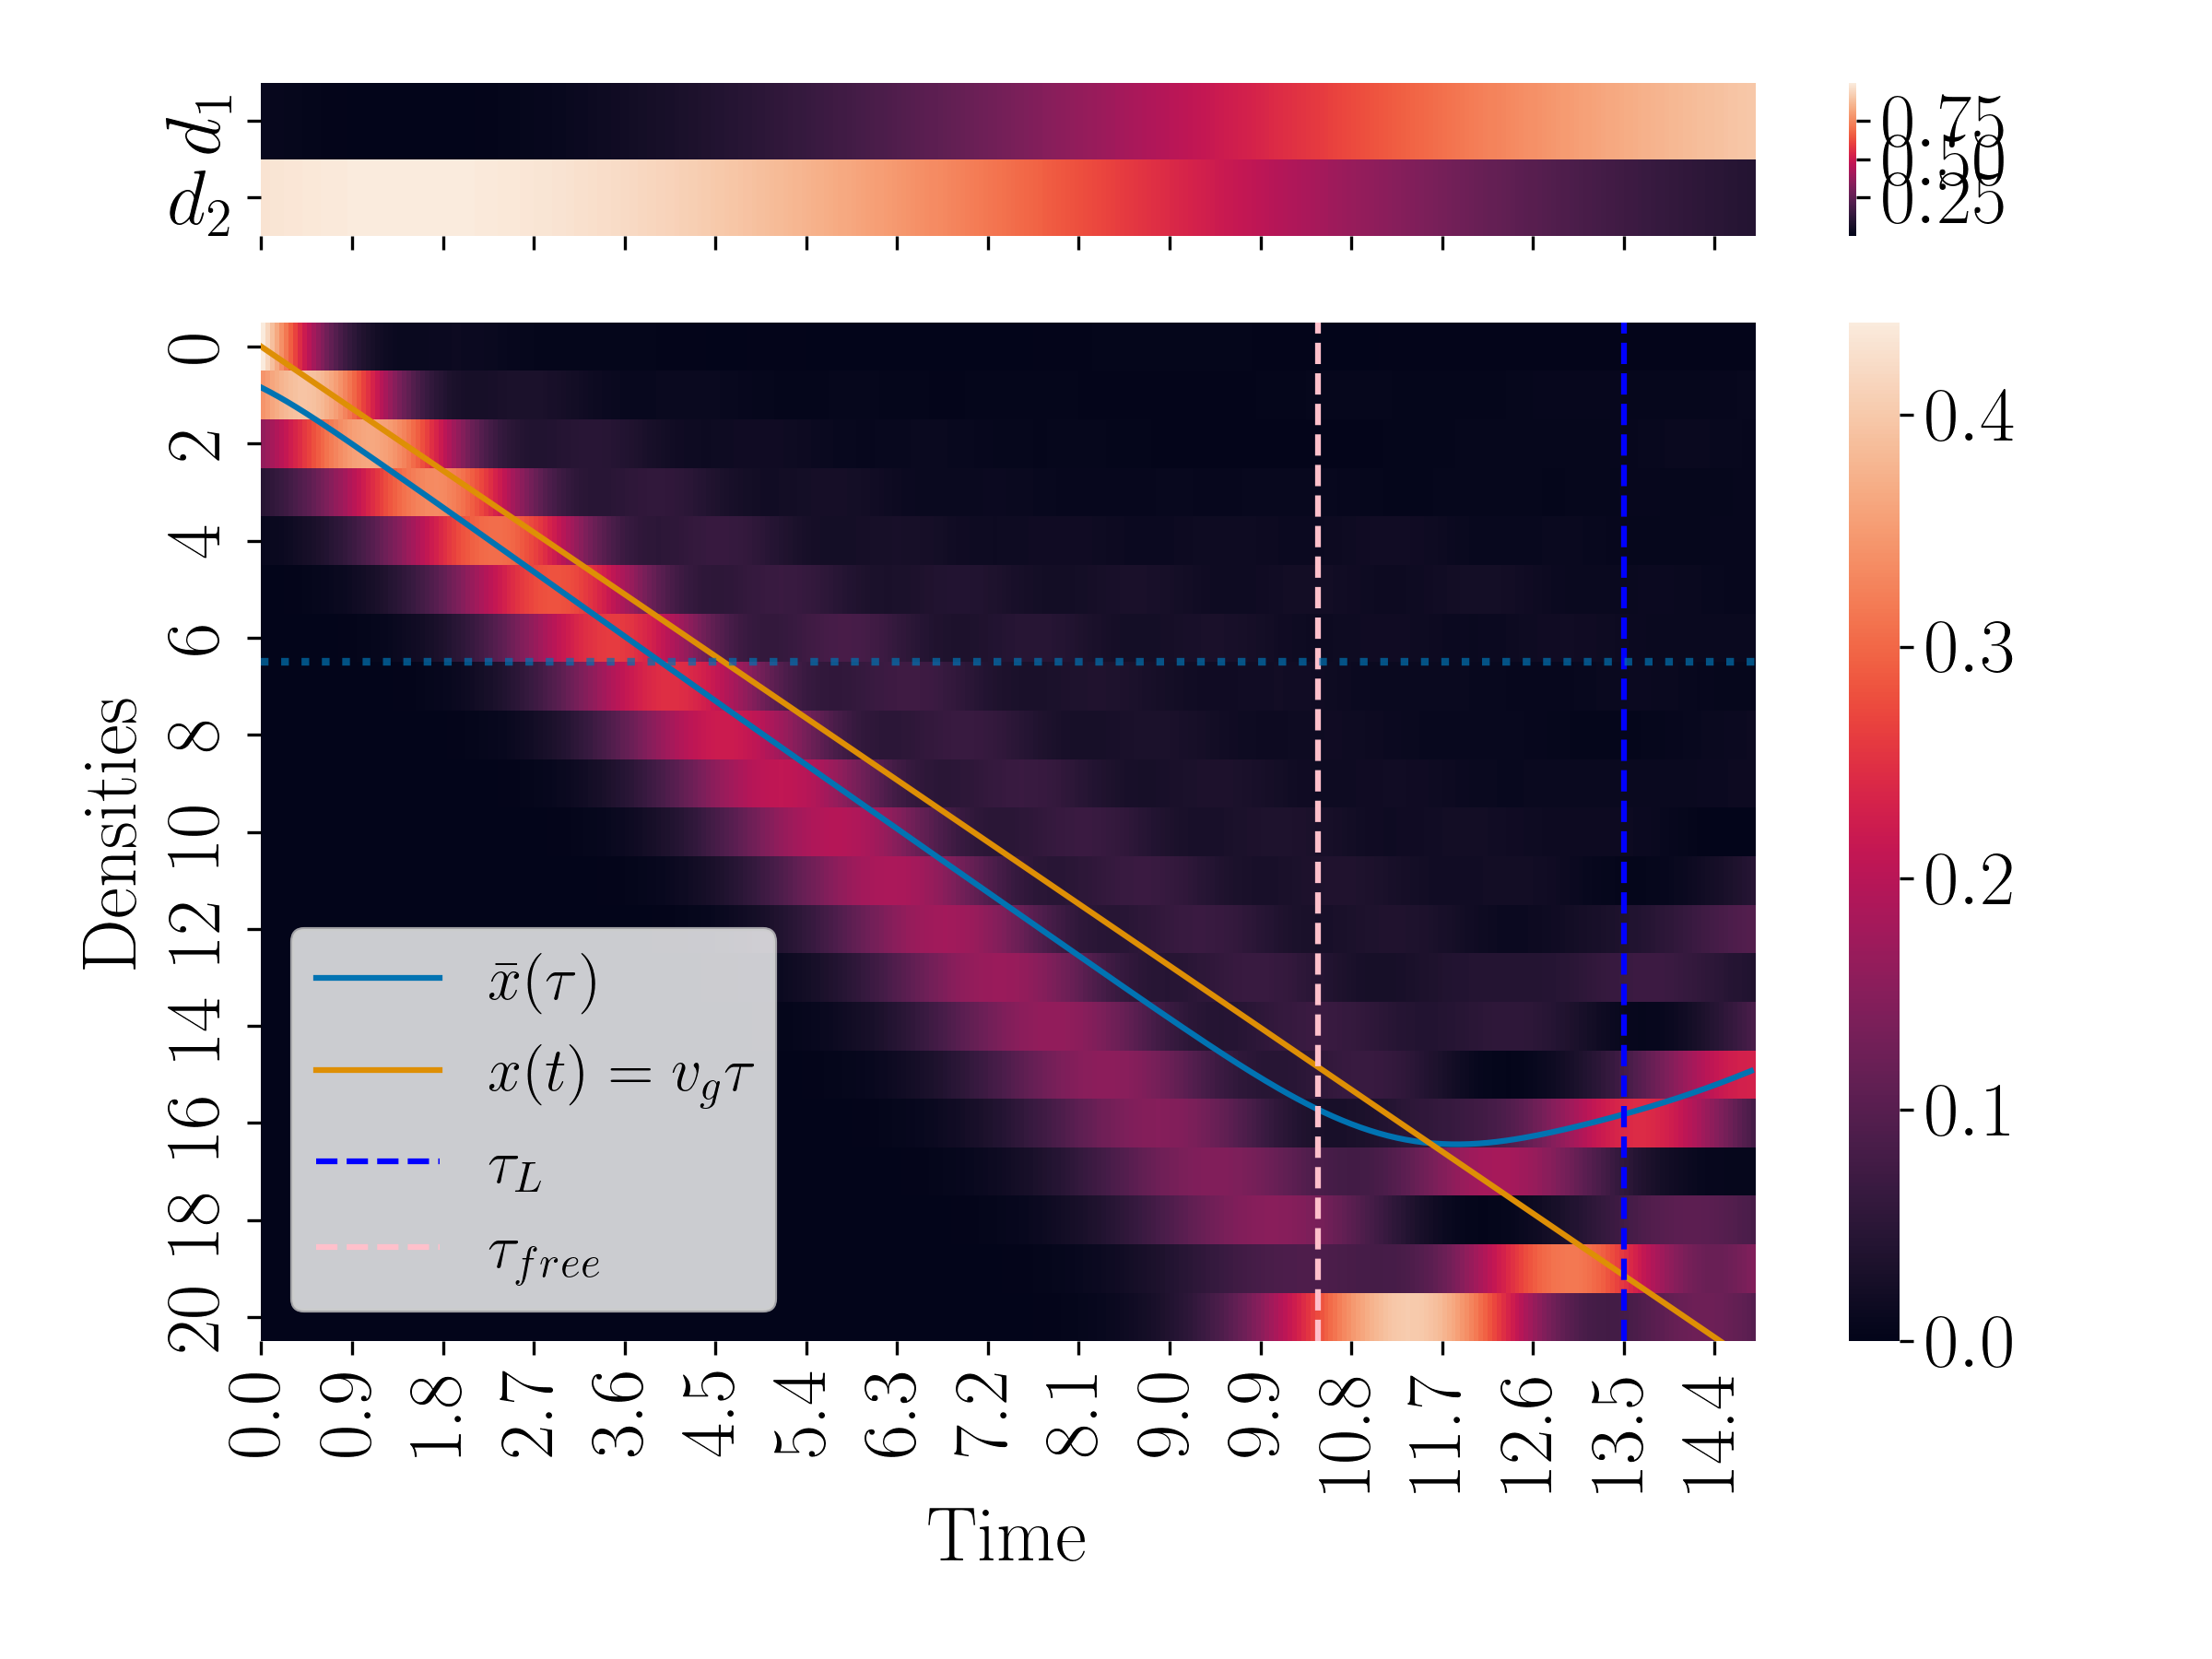 d1
d2
0.75
0.50
0.25
Densities
0
2
4
6
8
10
12
14
16
18
20
x̄(τ)
x(t) = v_g τ
τ_L
τ_free
0.4
0.3
0.2
0.1
0.0
0.0 0.9 1.8 2.7 3.6 4.5 5.4 6.3 7.2 8.1 9.0 9.9 10.8 11.7 12.6 13.5 14.4
Time